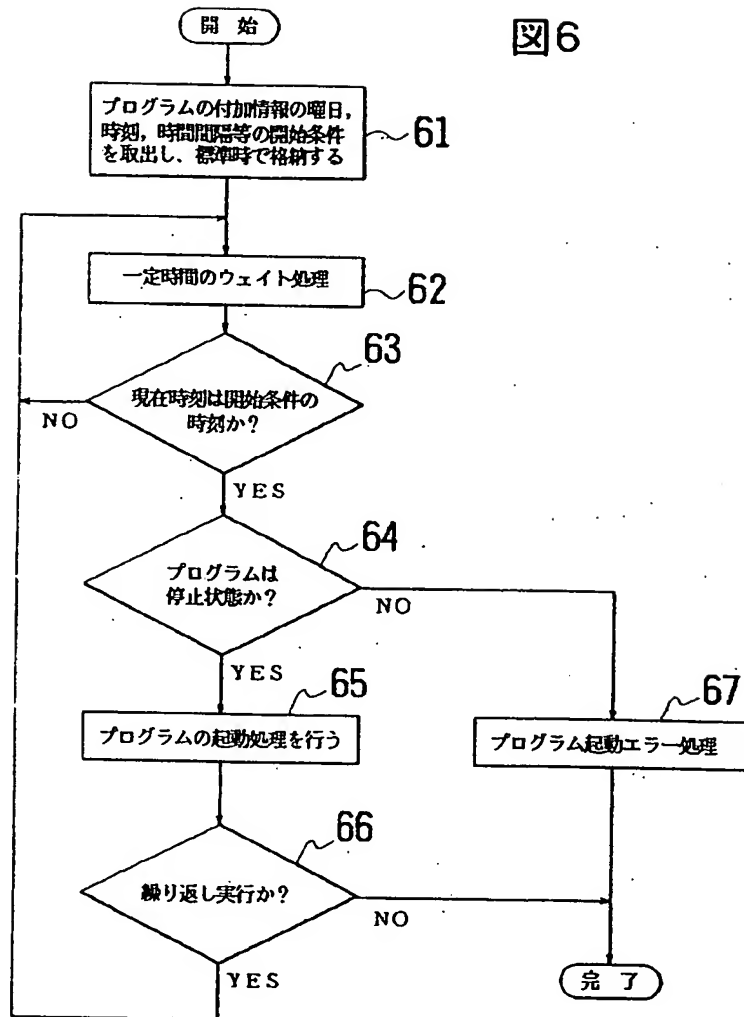 開 始
図6
プログラムの付加情報の曜日,
時刻,時間間隔等の開始条件
を取出し、標準時で格納する
61
一定時間のウェイト処理
62
63
現在時刻は開始条件の
時刻か?
NO
YES
64
プログラムは
停止状態か?
NO
YES
65
プログラムの起動処理を行う
67
プログラム起動エラー処理
66
繰り返し実行か?
NO
YES
完 了